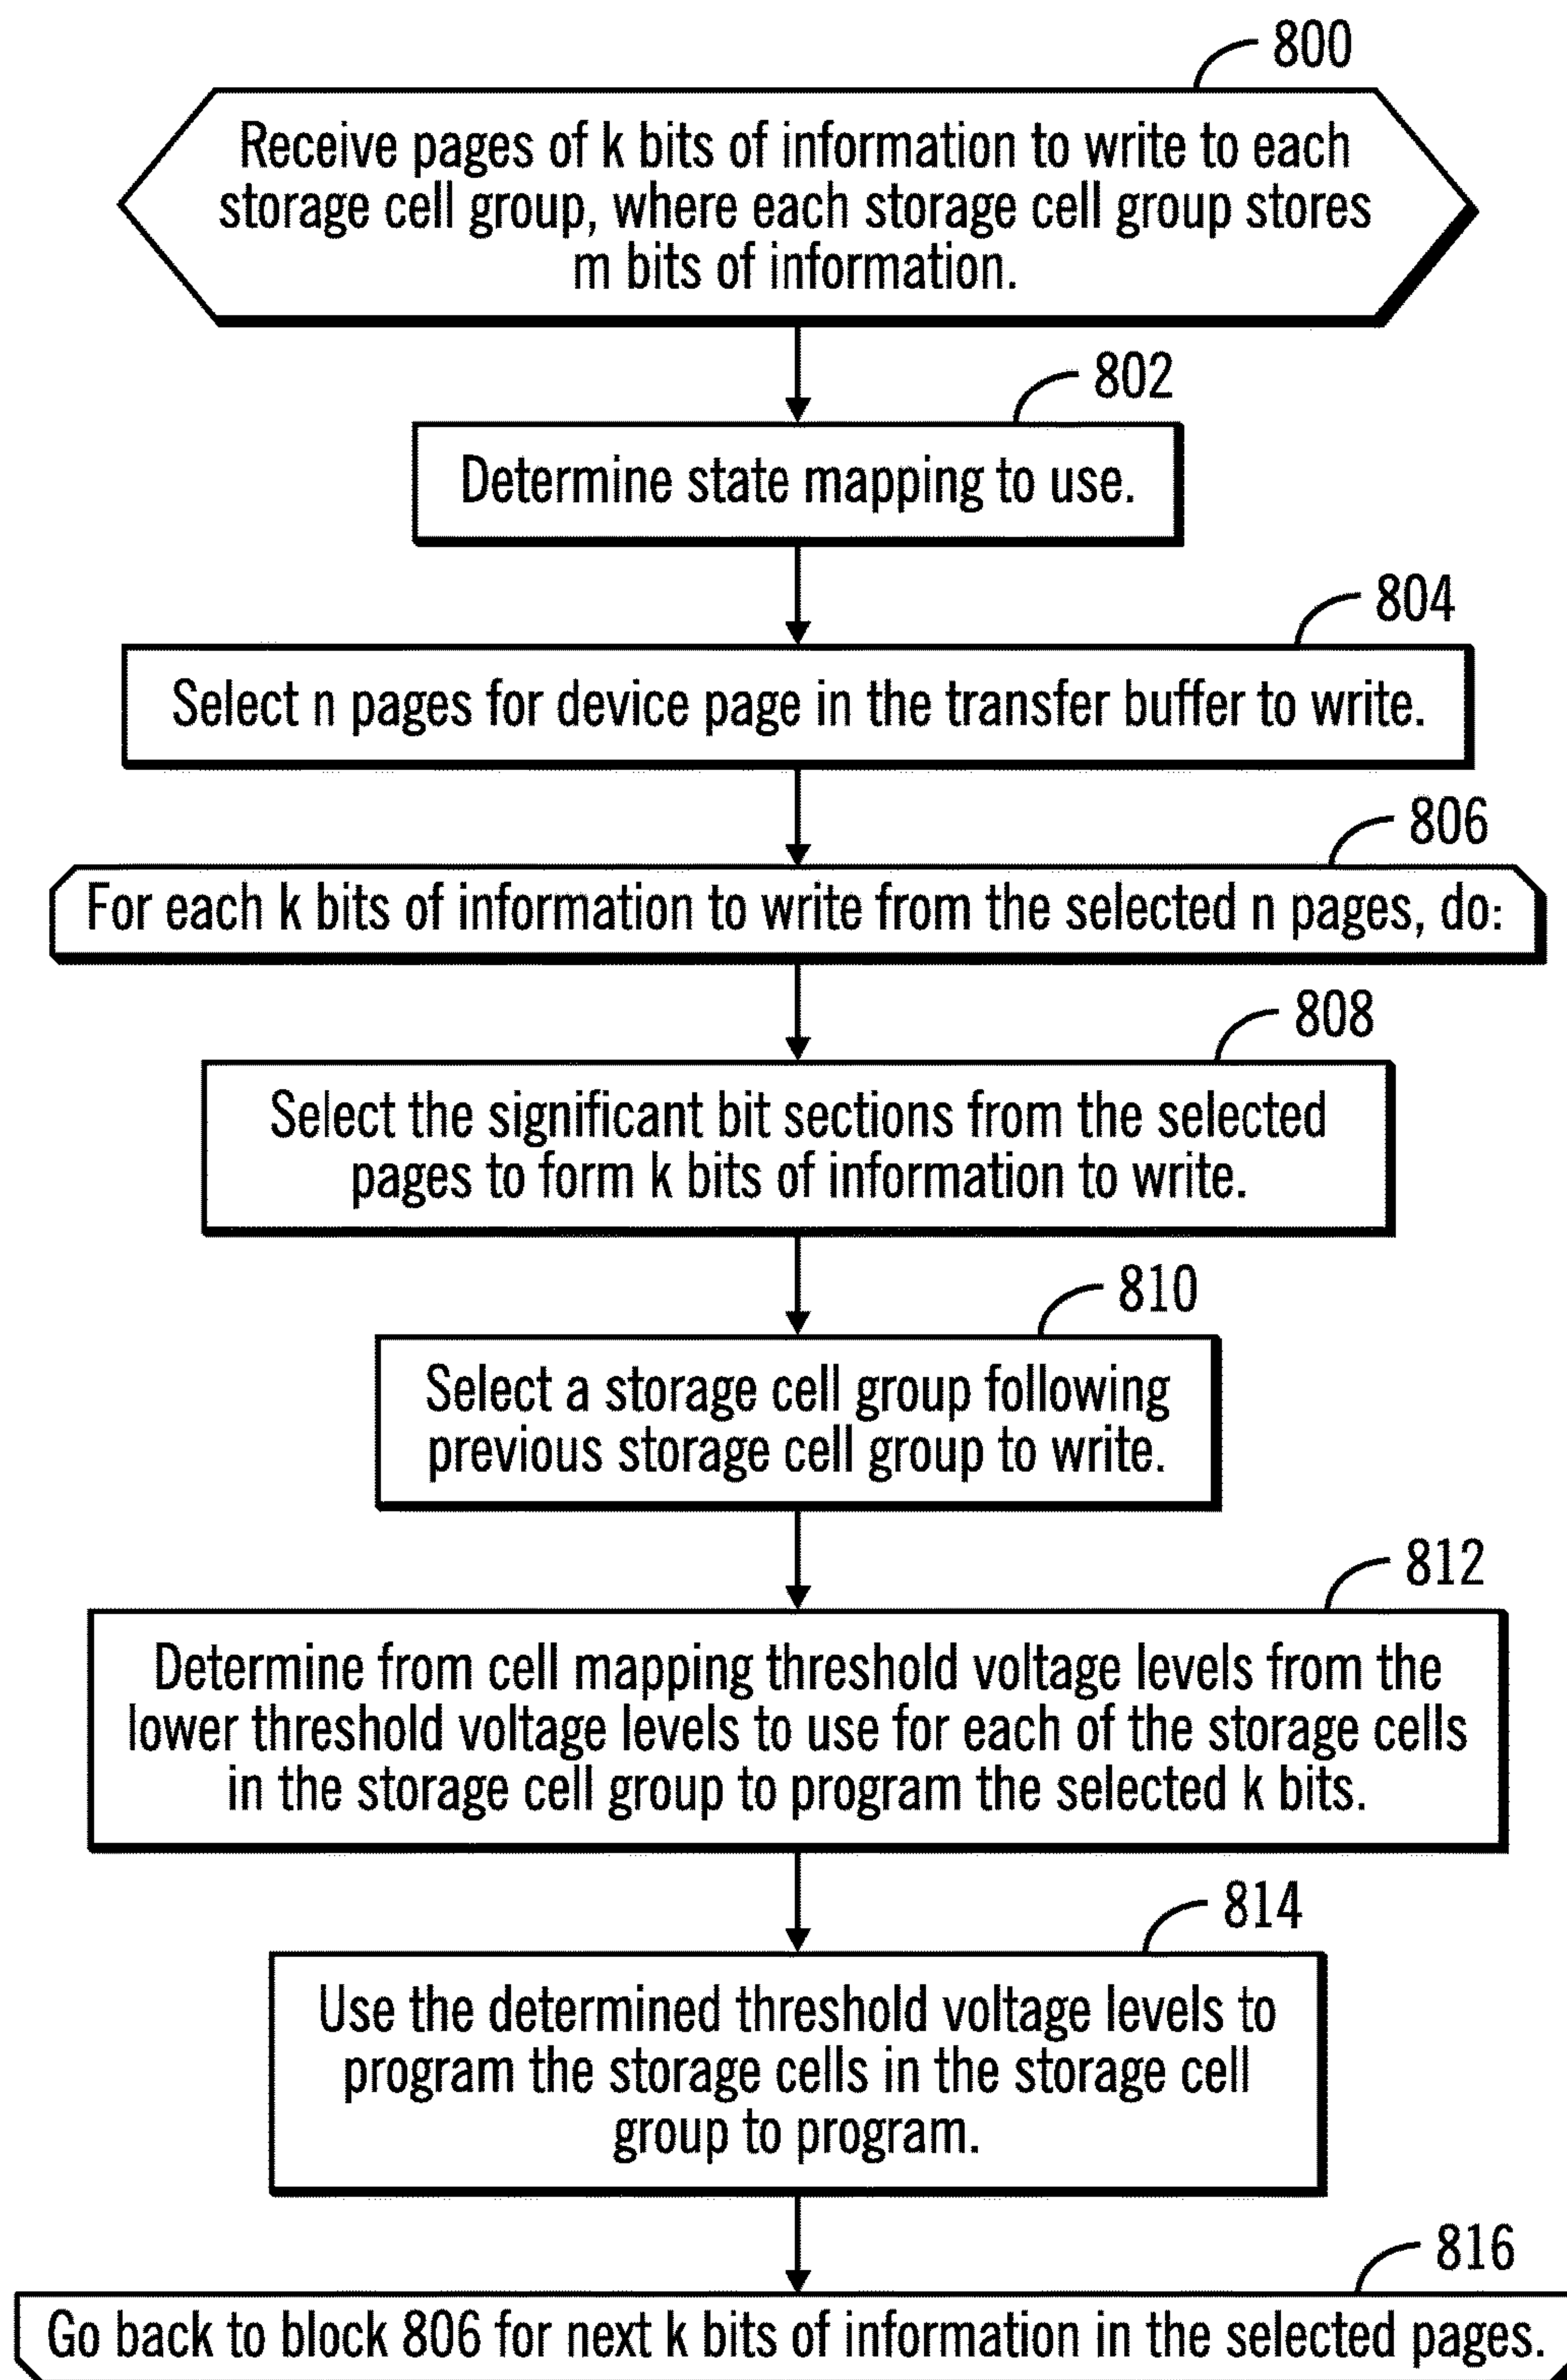 800
Receive pages of k bits of information to write to each
storage cell group, where each storage cell group stores
m bits of information.
802
Determine state mapping to use.
804
Select n pages for device page in the transfer buffer to write.
806
For each k bits of information to write from the selected n pages, do:
808
Select the significant bit sections from the selected
pages to form k bits of information to write.
810
Select a storage cell group following
previous storage cell group to write.
812
Determine from cell mapping threshold voltage levels from the
lower threshold voltage levels to use for each of the storage cells
in the storage cell group to program the selected k bits.
814
Use the determined threshold voltage levels to
program the storage cells in the storage cell
group to program.
816
Go back to block 806 for next k bits of information in the selected pages.